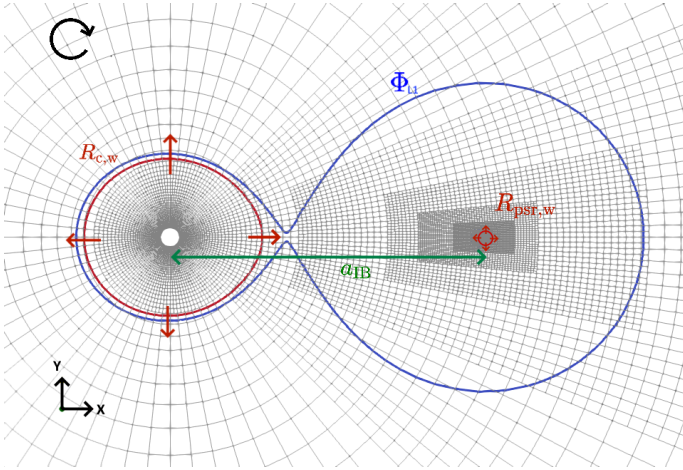 Φ_L1
R_c,w
R_psr,w
a_IB
Y
X